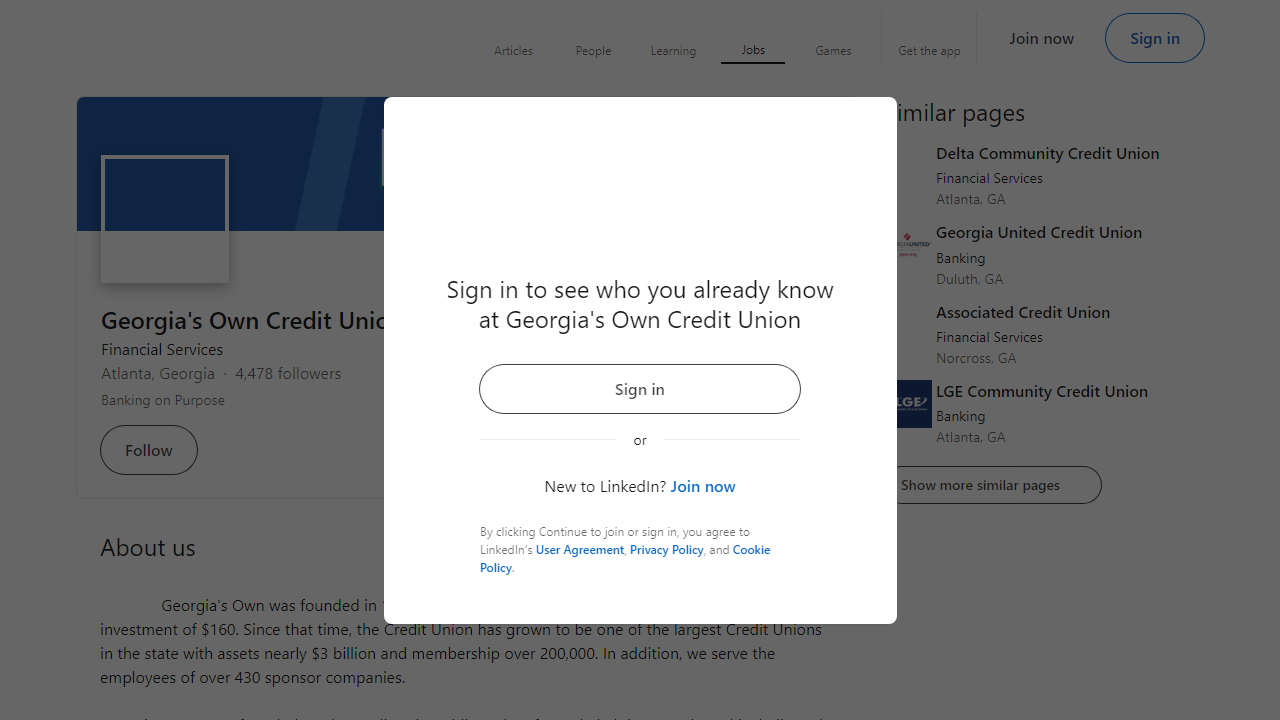 Articles
People
Learning
Jobs
Games
Get the app
Join now
Sign in
Georgia's Own Credit
Financial Services
Atlanta, Georgia · 4,478 followers
Banking on Purpose
Follow
About us
Georgia's Own was founded in
investment of $160. Since that time, the Credit Union has grown to be one of the largest Credit Unions
in the state with assets nearly $3 billion and membership over 200,000. In addition, we serve the
employees of over 430 sponsor companies.
Sign in to see who you already know
at Georgia's Own Credit Union
Sign in
or
New to LinkedIn? Join now
By clicking Continue to join or sign in, you agree to
LinkedIn's User Agreement, Privacy Policy, and Cookie
Policy.
pages
Delta Community Credit Union
Financial Services
Atlanta, GA
Georgia United Credit Union
Banking
Duluth, GA
Associated Credit Union
Financial Services
Norcross, GA
LGE
LGE Community Credit Union
Banking
Atlanta, GA
Show more similar pages